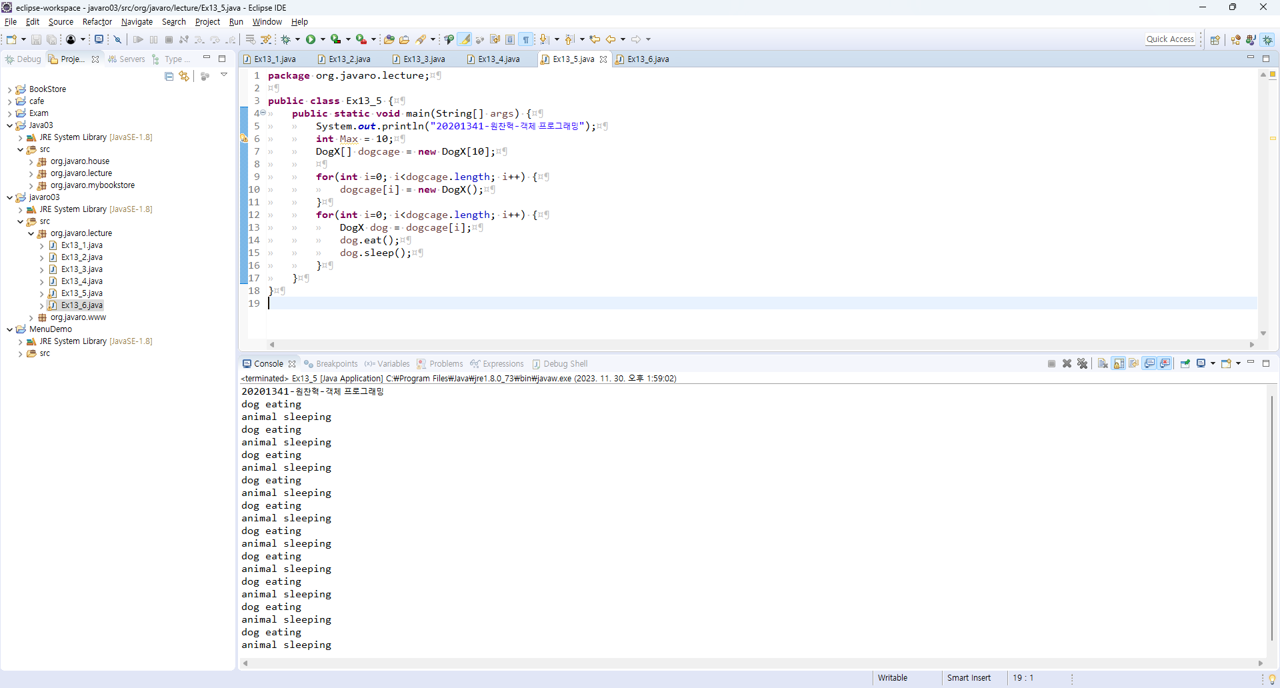 eclipse-workspace - javaro03/src/org/javaro/lecture/Ex13_5.java - Eclipse IDE
File Edit Source Refactor Navigate Search Project Run Window Help
Quick Access
Debug Proje... Servers Type ...
Ex13_1.java Ex13_2.java Ex13_3.java Ex13_4.java Ex13_5.java Ex13_6.java
BookStore
cafe
Exam
Java03
JRE System Library [JavaSE-1.8]
src
org.javaro.house
org.javaro.lecture
org.javaro.mybookstore
javaro03
JRE System Library [JavaSE-1.8]
src
org.javaro.lecture
Ex13_1.java
Ex13_2.java
Ex13_3.java
Ex13_4.java
Ex13_5.java
Ex13_6.java
org.javaro.www
MenuDemo
JRE System Library [JavaSE-1.8]
src
1 package org.javaro.lecture;¤¶
2 ¤¶
3 public class Ex13_5 {¤¶
4 » public static void main(String[] args) {¤¶
5 » » System.out.println("20201341-원찬혁-객체 프로그래밍");¤¶
6 » » int Max = 10;¤¶
7 » » DogX[] dogcage = new DogX[10];¤¶
8 » » ¤¶
9 » » for(int i=0; i<dogcage.length; i++) {¤¶
10 » » » dogcage[i] = new DogX();¤¶
11 » » }¤¶
12 » » for(int i=0; i<dogcage.length; i++) {¤¶
13 » » » DogX dog = dogcage[i];¤¶
14 » » » dog.eat();¤¶
15 » » » dog.sleep();¤¶
16 » » }¤¶
17 » }¤¶
18 }¤¶
19
Console Breakpoints Variables Problems Expressions Debug Shell
<terminated> Ex13_5 [Java Application] C:₩Program Files₩Java₩jre1.8.0_73₩bin₩javaw.exe (2023. 11. 30. 오후 1:59:02)
20201341-원찬혁-객체 프로그래밍
dog eating
animal sleeping
dog eating
animal sleeping
dog eating
animal sleeping
dog eating
animal sleeping
dog eating
animal sleeping
dog eating
animal sleeping
dog eating
animal sleeping
dog eating
animal sleeping
dog eating
animal sleeping
dog eating
animal sleeping
Writable Smart Insert 19 : 1